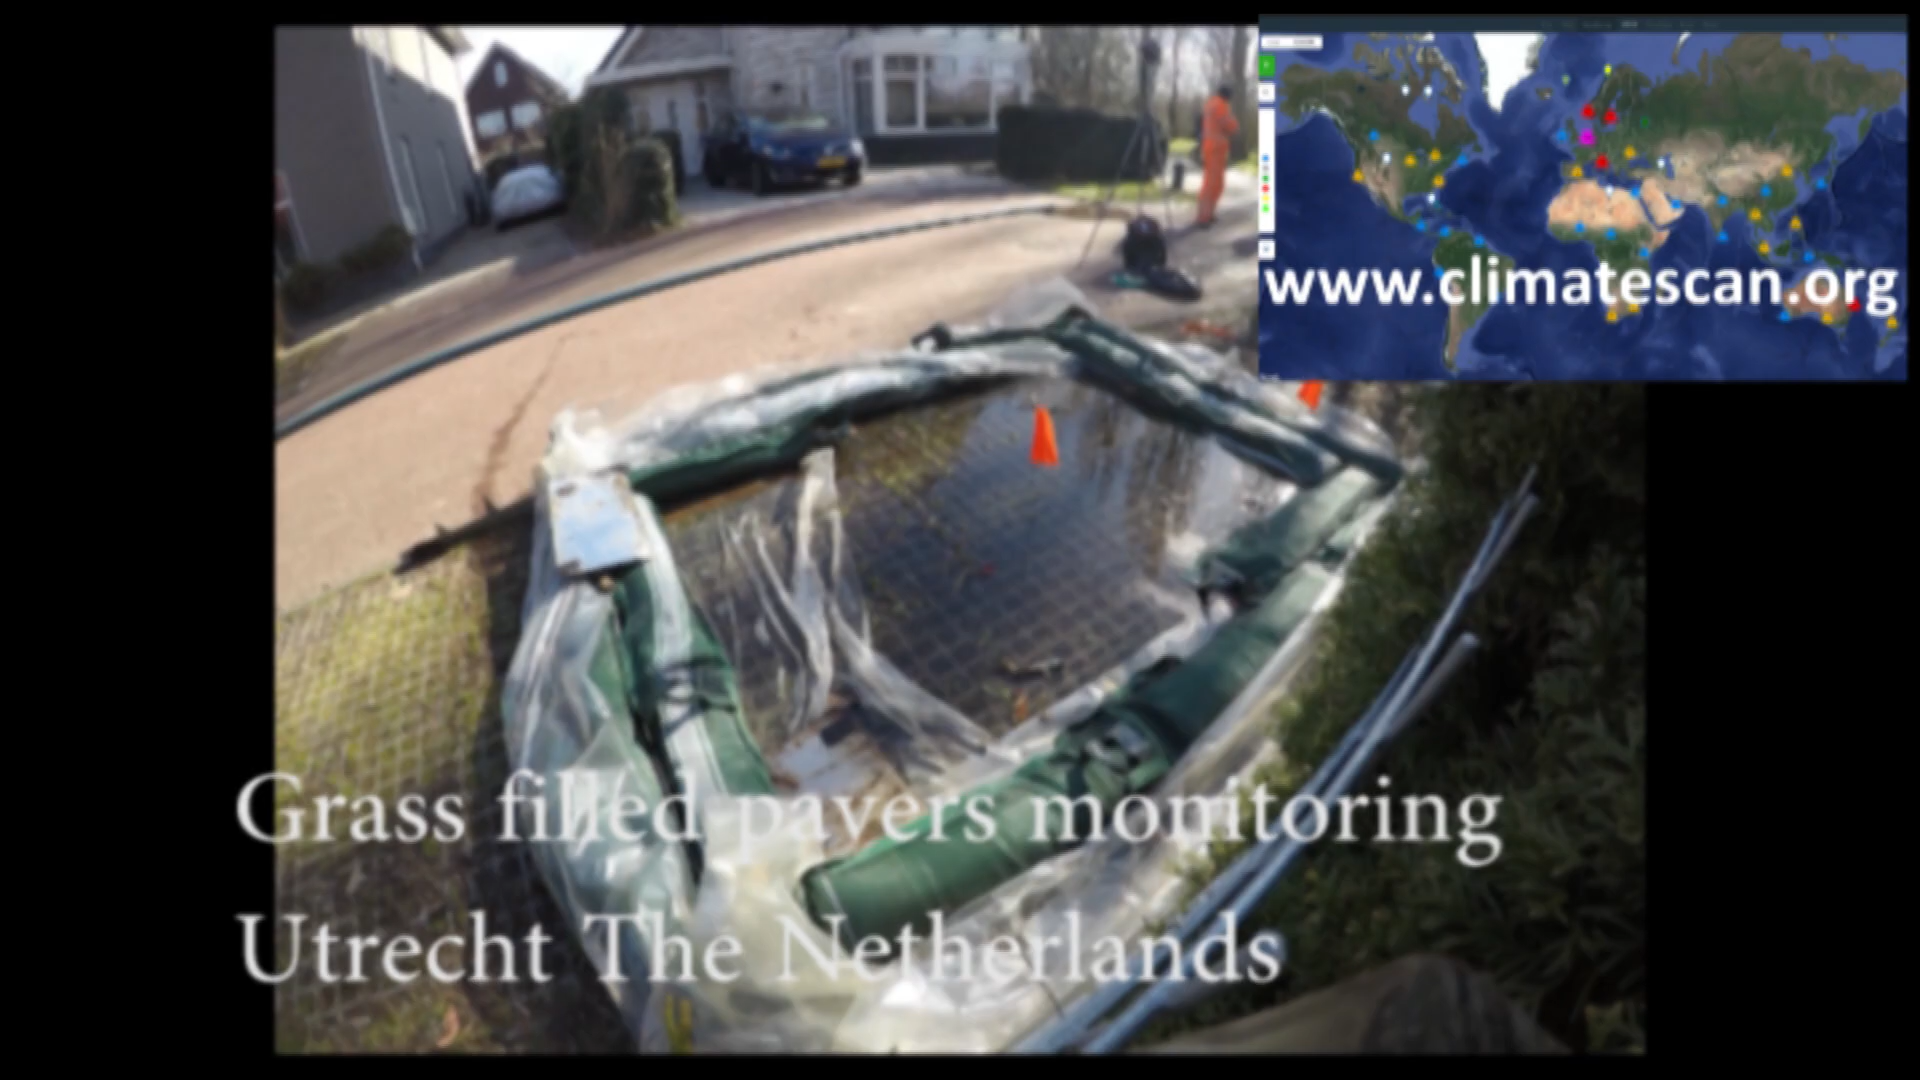 www.climatescan.org
Grass filled pavers monitoring
Utrecht The Netherlands